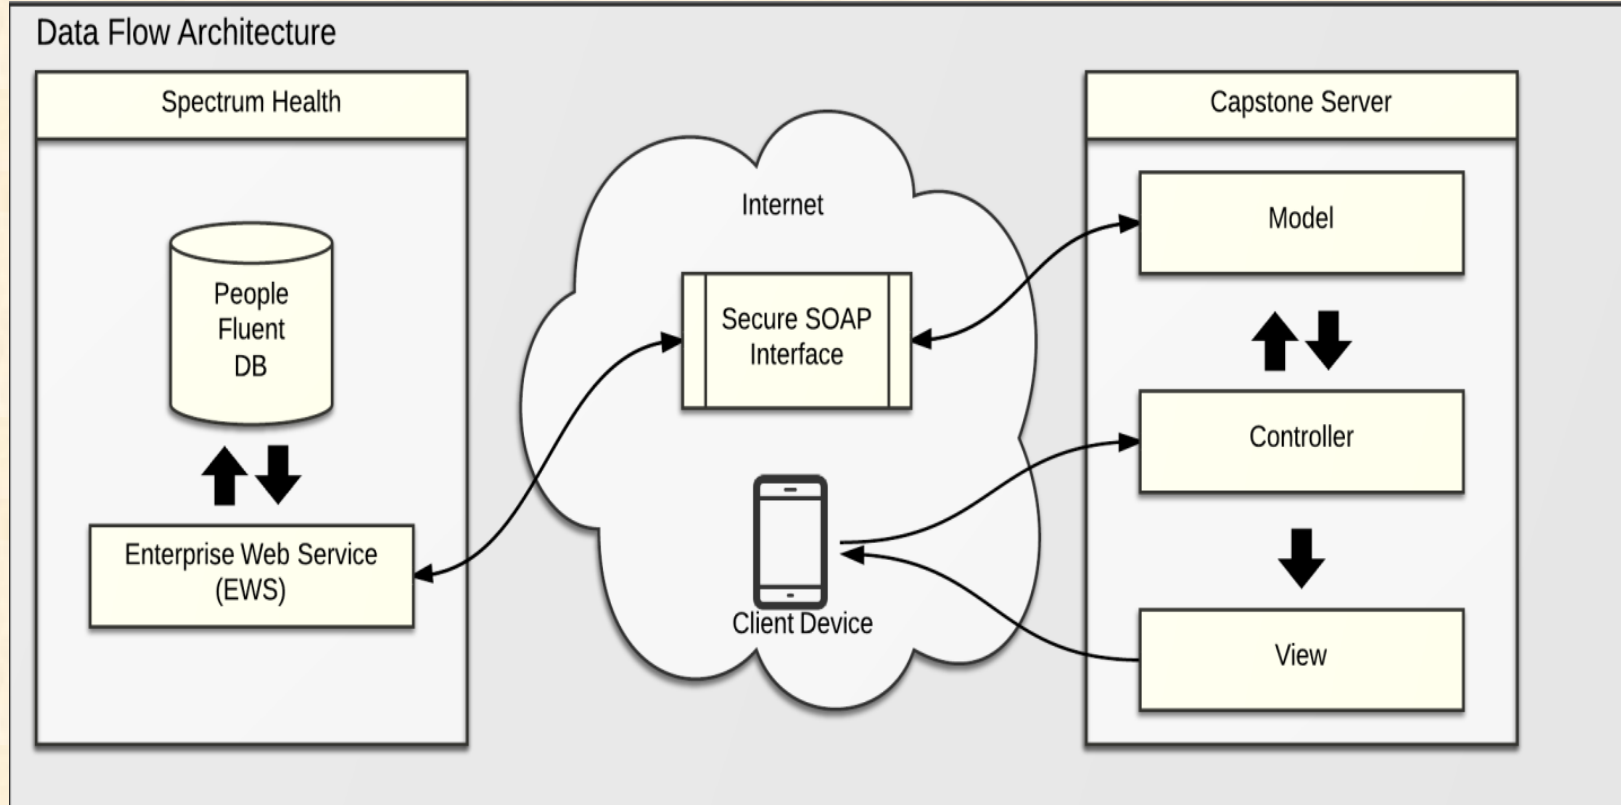 Data Flow Architecture
Spectrum Health
People
Fluent
DB
Enterprise Web Service
(EWS)
Internet
Secure SOAP
Interface
Client Device
Capstone Server
Model
Controller
View